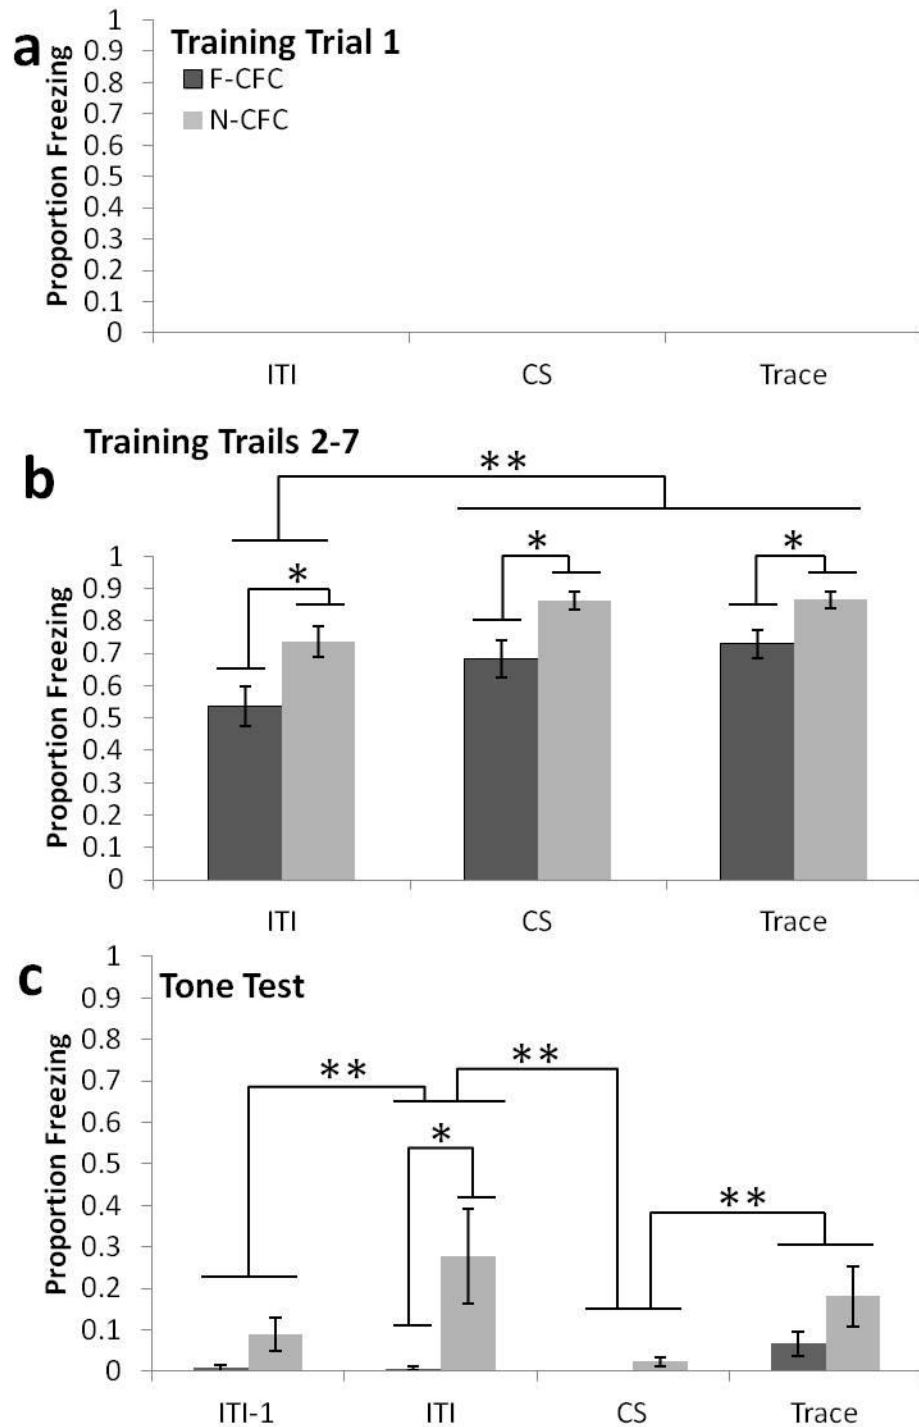 a
Training Trial 1
F-CFC
N-CFC
Proportion Freezing
1
0.9
0.8
0.7
0.6
0.5
0.4
0.3
0.2
0.1
0
ITI CS Trace
Training Trails 2-7
b
**
* * *
Proportion Freezing
1
0.9
0.8
0.7
0.6
0.5
0.4
0.3
0.2
0.1
0
ITI CS Trace
c
Tone Test
Proportion Freezing
1
0.9
0.8
0.7
0.6
0.5
0.4
0.3
0.2
0.1
0
** **
*
**
ITI-1 ITI CS Trace